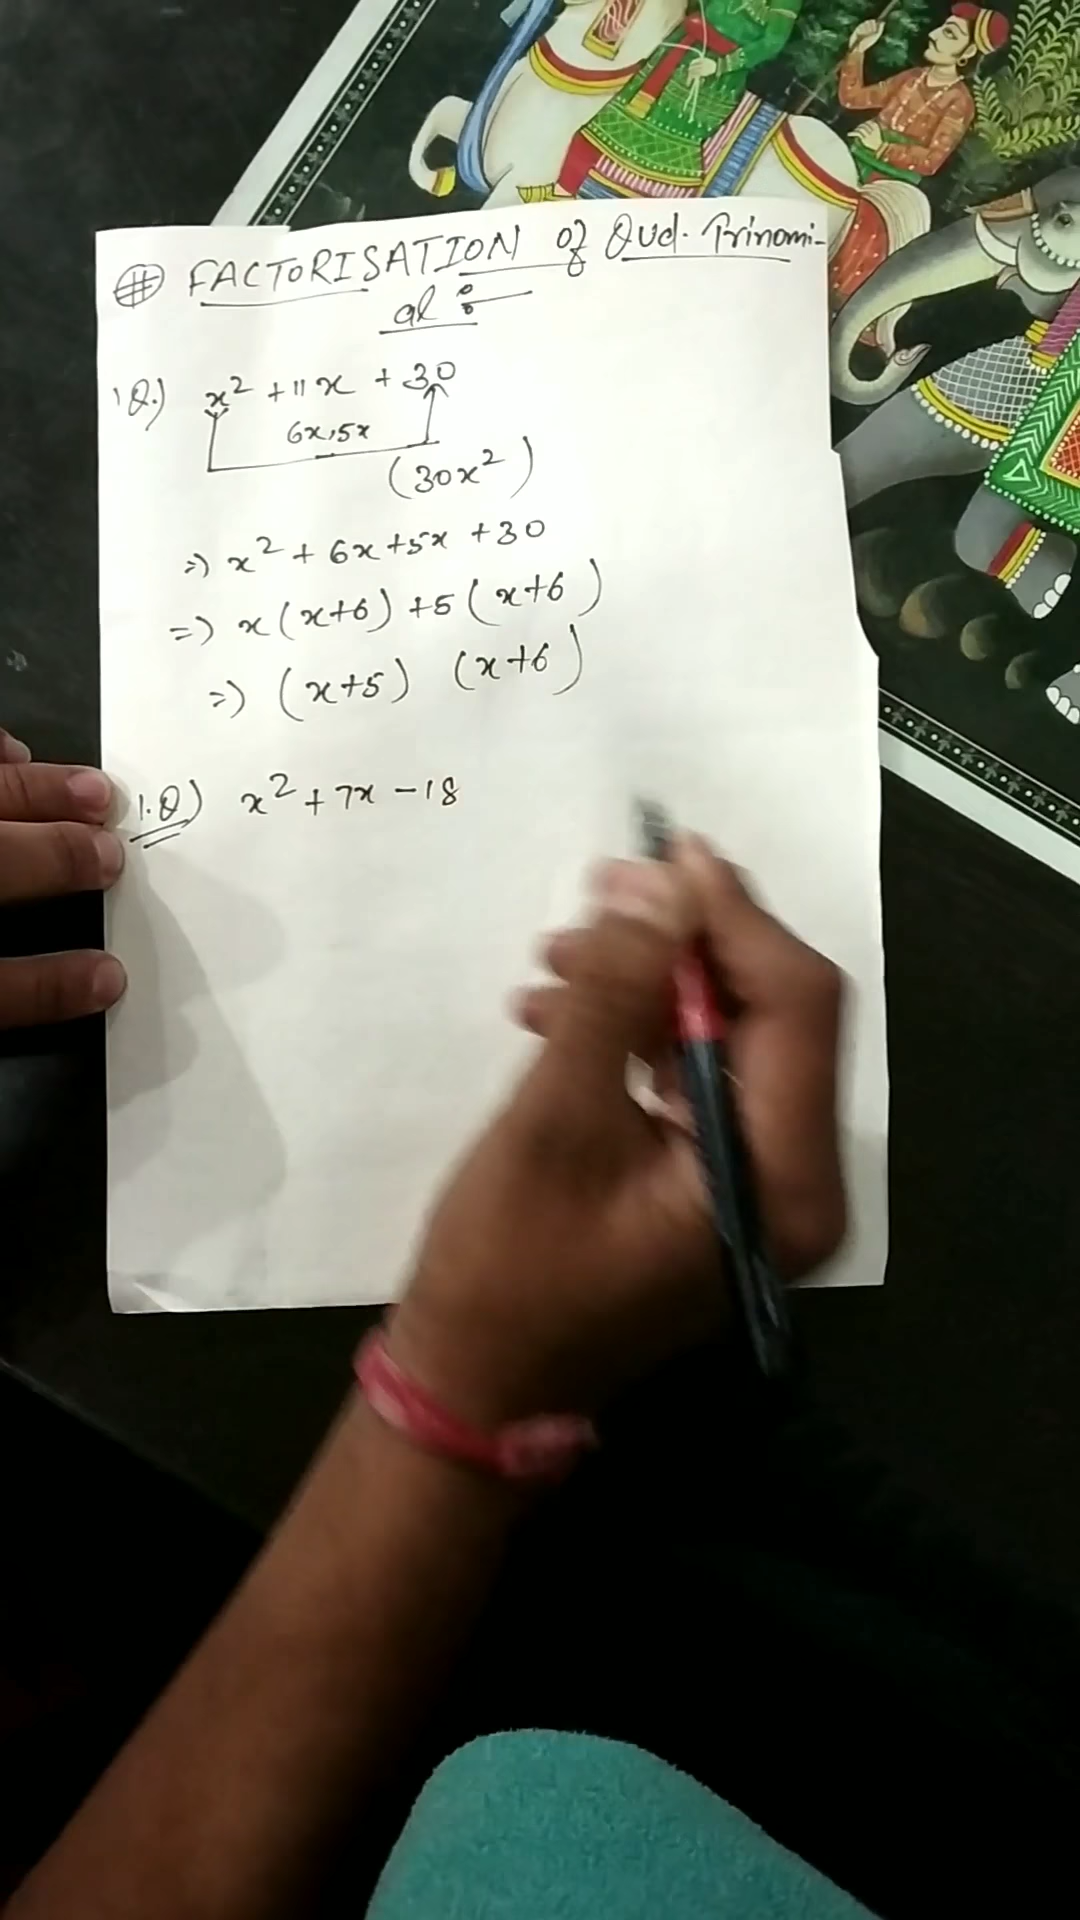 # FACTORISATION of Qud. Trinomi-
al :-
1Q.) x² + 11x + 30
6x,5x
(30x²)
=) x² + 6x+5x +30
=) x(x+6) +5(x+6)
=) (x+5) (x+6)
1.Q) x² + 7x - 18